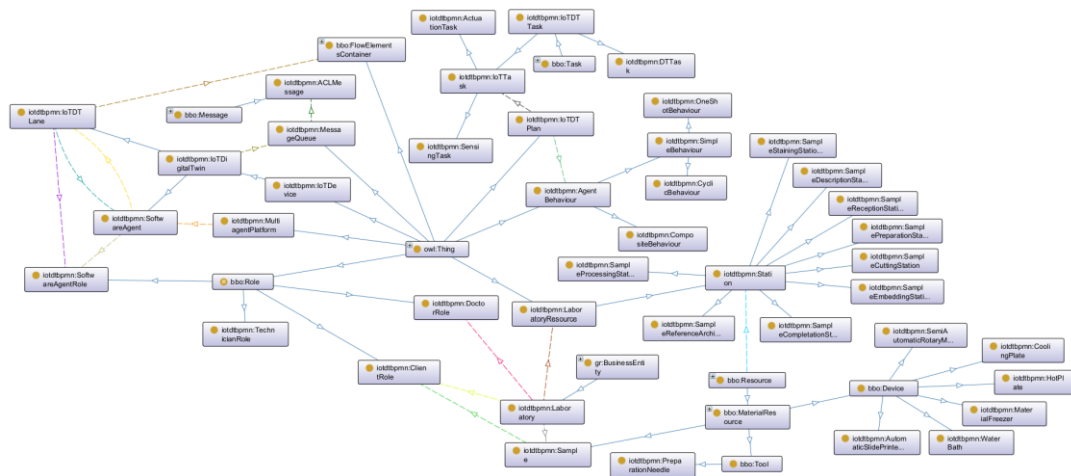 iotdtbpmn:Actua
tionTask
iotdtbpmn:IoTDT
Task
bbo:FlowElement
sContainer
bbo:Task
iotdtbpmn:DTTas
k
iotdtbpmn:IoTTa
sk
iotdtbpmn:ACLMe
ssage
bbo:Message
iotdtbpmn:IoTDT
Lane
iotdtbpmn:Messa
geQueue
iotdtbpmn:IoTDT
Plan
iotdtbpmn:OneSh
otBehaviour
iotdtbpmn:Simpl
eBehaviour
iotdtbpmn:Cycli
cBehaviour
iotdtbpmn:Sensi
ngTask
iotdtbpmn:IoTDi
gitalTwin
iotdtbpmn:IoTDe
vice
iotdtbpmn:Agent
Behaviour
iotdtbpmn:Sampl
eStainingStatio...
iotdtbpmn:Sampl
eDescriptionSta...
iotdtbpmn:Sampl
eReceptionStati...
iotdtbpmn:Sampl
ePreparationSta...
iotdtbpmn:Sampl
eCuttingStation
iotdtbpmn:Sampl
eEmbeddingStati...
iotdtbpmn:Softw
areAgent
iotdtbpmn:Multi
agentPlatform
iotdtbpmn:Compo
siteBehaviour
owl:Thing
iotdtbpmn:Sampl
eProcessingStat...
iotdtbpmn:Stati
on
iotdtbpmn:Softw
areAgentRole
bbo:Role
iotdtbpmn:Docto
rRole
iotdtbpmn:Labor
atoryResource
iotdtbpmn:Techn
icianRole
iotdtbpmn:Sampl
eReferenceArchi...
iotdtbpmn:Sampl
eCompletationSt...
iotdtbpmn:SemiA
utomaticRotaryM...
iotdtbpmn:Cooli
ngPlate
iotdtbpmn:HotPl
ate
iotdtbpmn:Clien
tRole
gr:BusinessEnti
ty
bbo:Resource
bbo:Device
iotdtbpmn:Labor
atory
bbo:MaterialRes
ource
iotdtbpmn:Mater
ialFreezer
iotdtbpmn:Sampl
e
iotdtbpmn:Prepa
rationNeedle
bbo:Tool
iotdtbpmn:Autom
aticSlidePrinte...
iotdtbpmn:Water
Bath